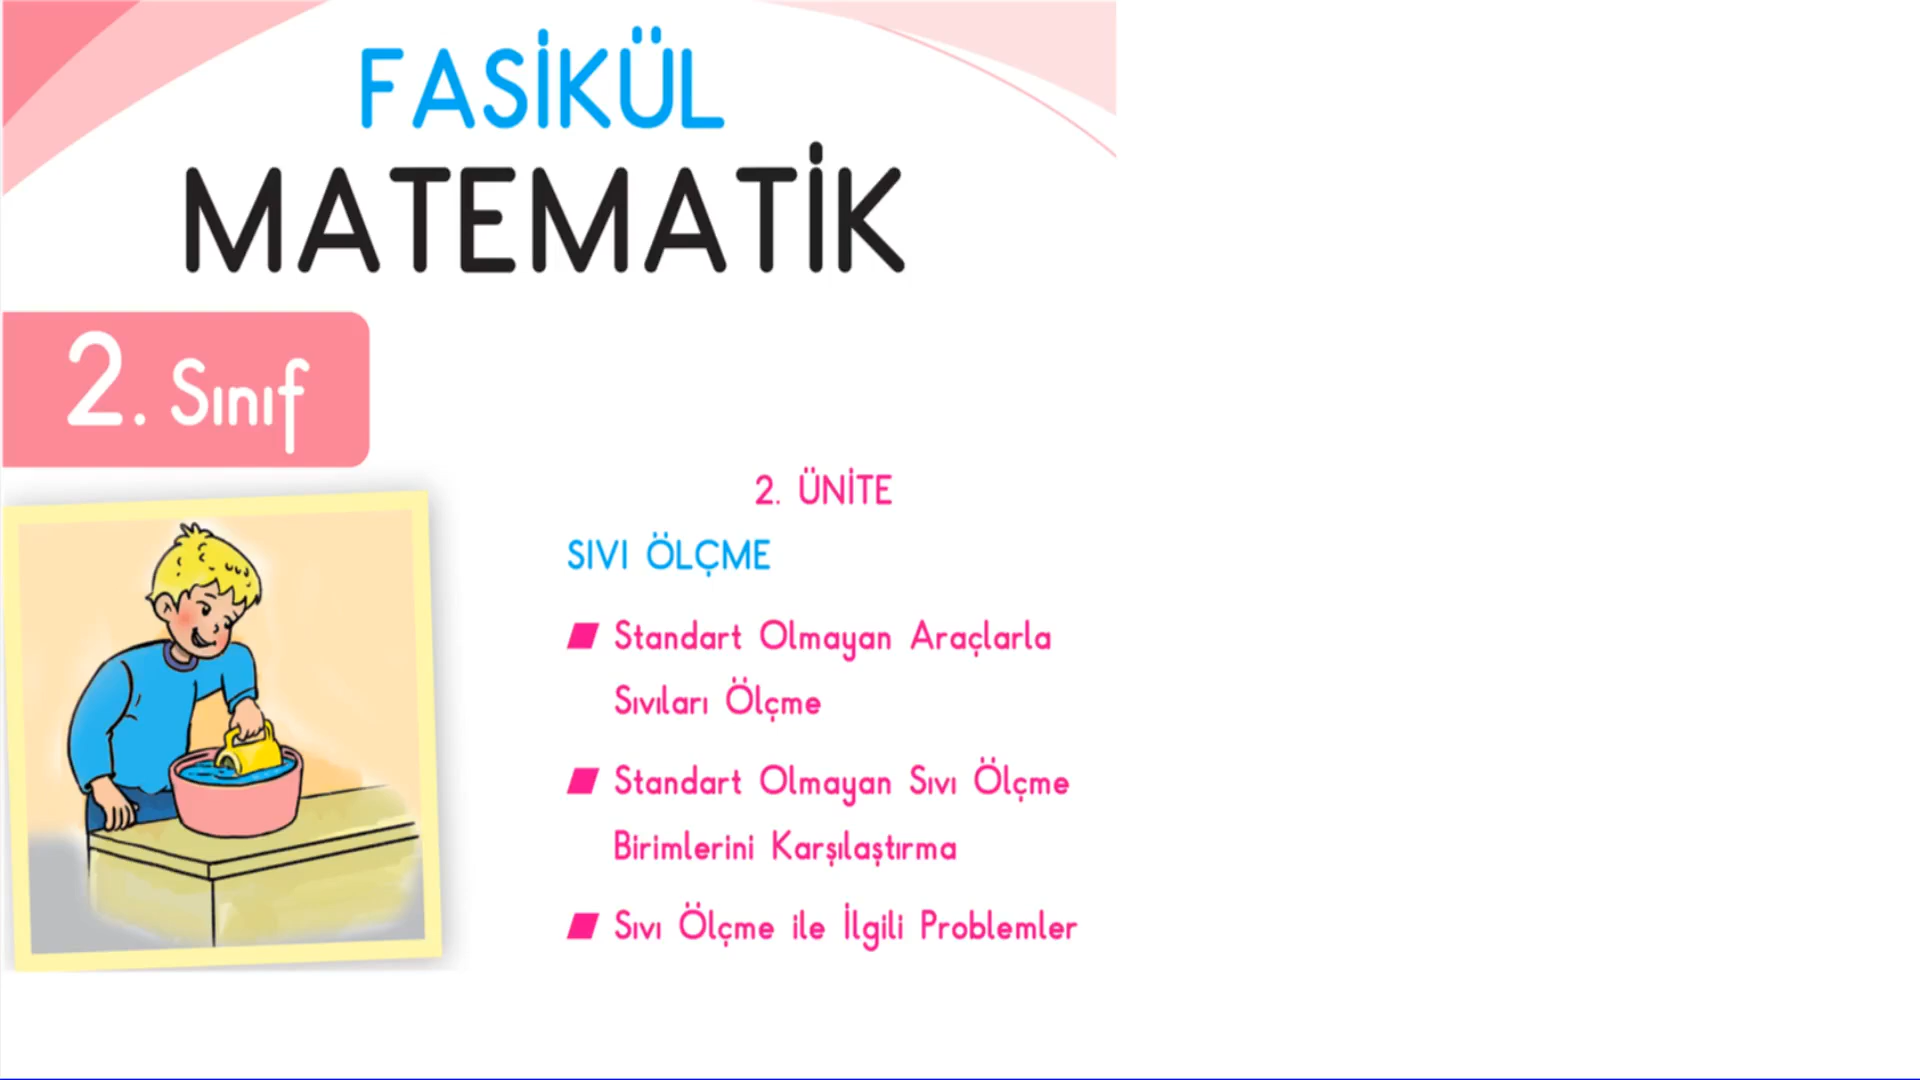 FASİKÜL
MATEMATİK
2. Sınıf
2. ÜNİTE
SIVI ÖLÇME
Standart Olmayan Araçlarla
Sıvıları Ölçme
Standart Olmayan Sıvı Ölçme
Birimlerini Karşılaştırma
Sıvı Ölçme ile İlgili Problemler